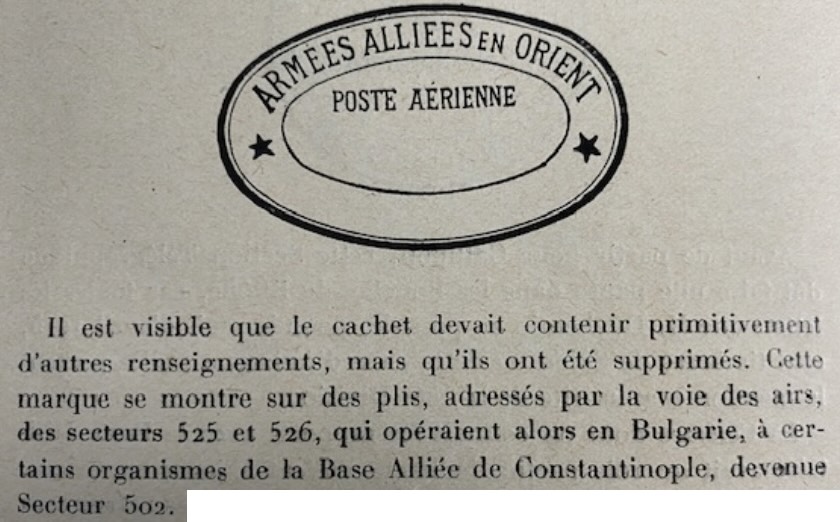 ARMÉES ALLIEES EN ORIENT
POSTE AÉRIENNE
Il est visible que le cachet devait contenir primitivement
d'autres renseignements, mais qu'ils ont été supprimés. Cette
marque se montre sur des plis, adressés par la voie des airs,
des secteurs 525 et 526, qui opéraient alors en Bulgarie, à cer-
tains organismes de la Base Alliée de Constantinople, devenue
Secteur 502.